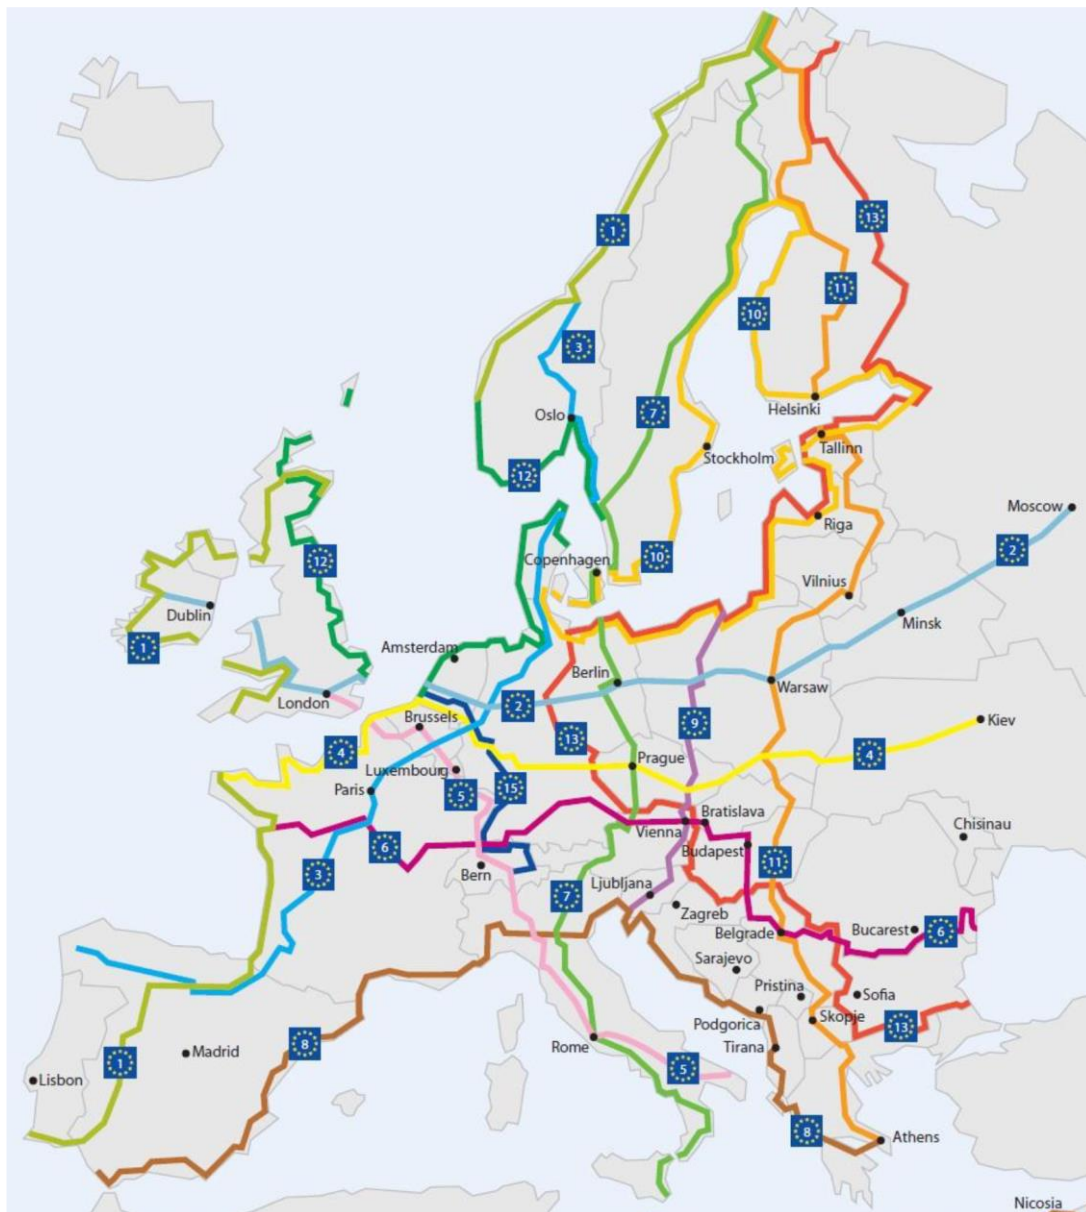 1
13
11
10
3
Oslo
Helsinki
7
Stockholm
Tallinn
12
Moscow
Riga
2
10
12
Copenhagen
Vilnius
Dublin
Minsk
1
Amsterdam
Berlin
Warsaw
London
2
9
Kiev
Brussels
13
4
4
Prague
Luxembourg
15
5
Paris
Bratislava
Chisinau
Vienna
6
Budapest
11
Bern
3
Ljubljana
7
Zagreb
Bucarest
6
Belgrade
Sarajevo
Pristina
Sofia
Skopje
13
Podgorica
8
Rome
Tirana
Madrid
1
Lisbon
5
8
Athens
Nicosia